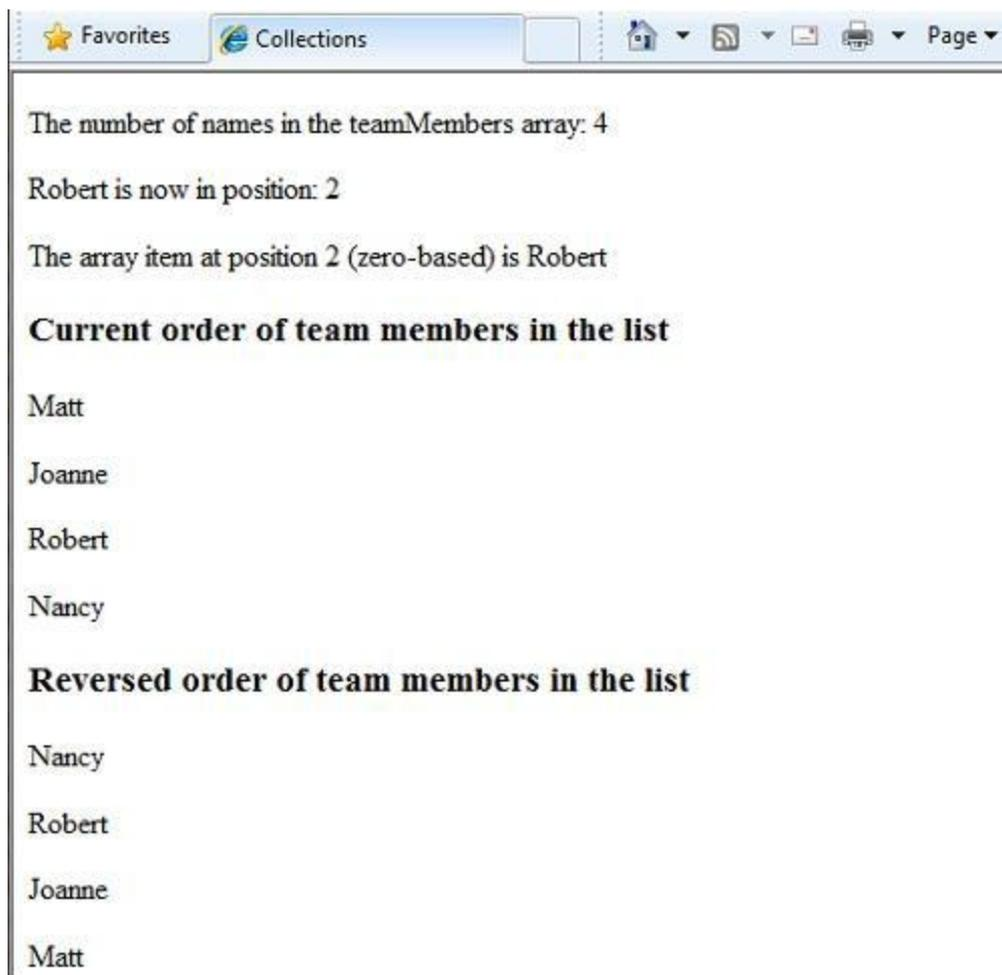 Favorites
Collections
Page
The number of names in the teamMembers array: 4
Robert is now in position: 2
The array item at position 2 (zero-based) is Robert
Current order of team members in the list
Matt
Joanne
Robert
Nancy
Reversed order of team members in the list
Nancy
Robert
Joanne
Matt